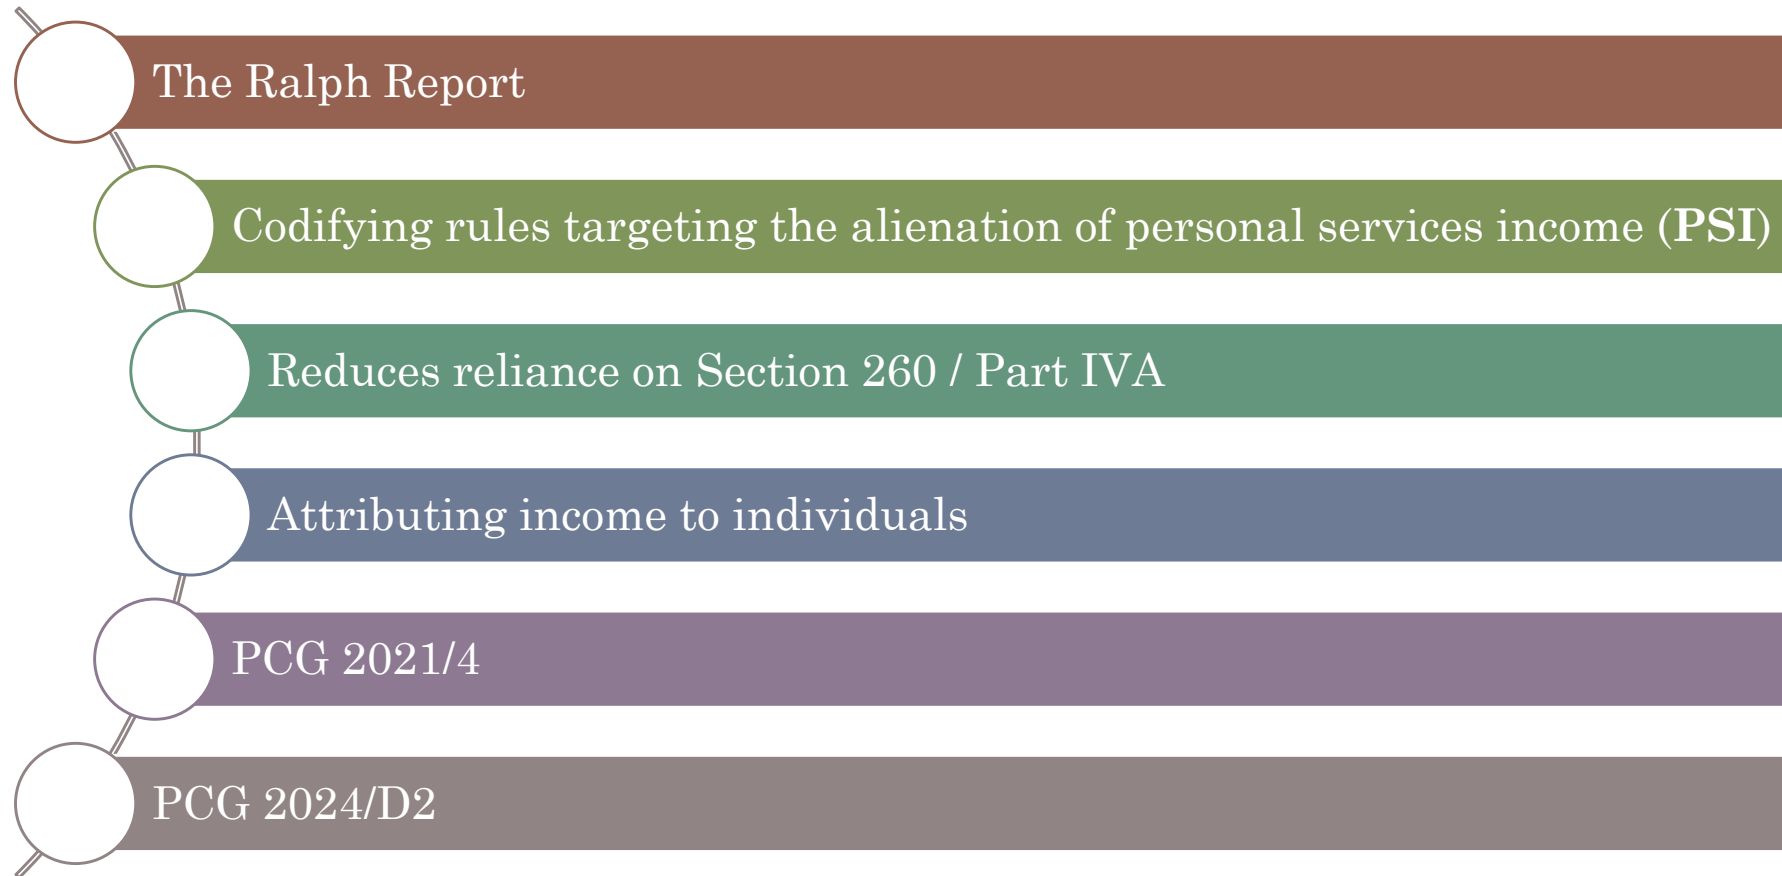 The Ralph Report
Codifying rules targeting the alienation of personal services income (PSI)
Reduces reliance on Section 260 / Part IVA
Attributing income to individuals
PCG 2021/4
PCG 2024/D2